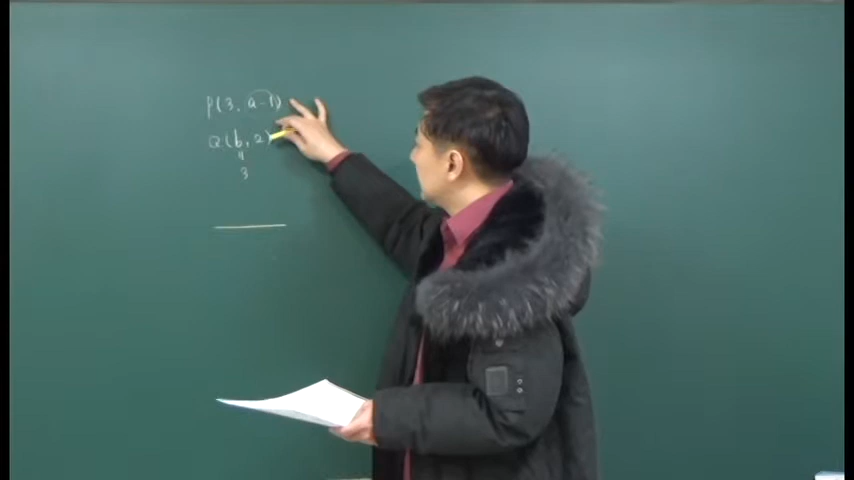 P(3, a-1)
Q(b, 2)
"
3